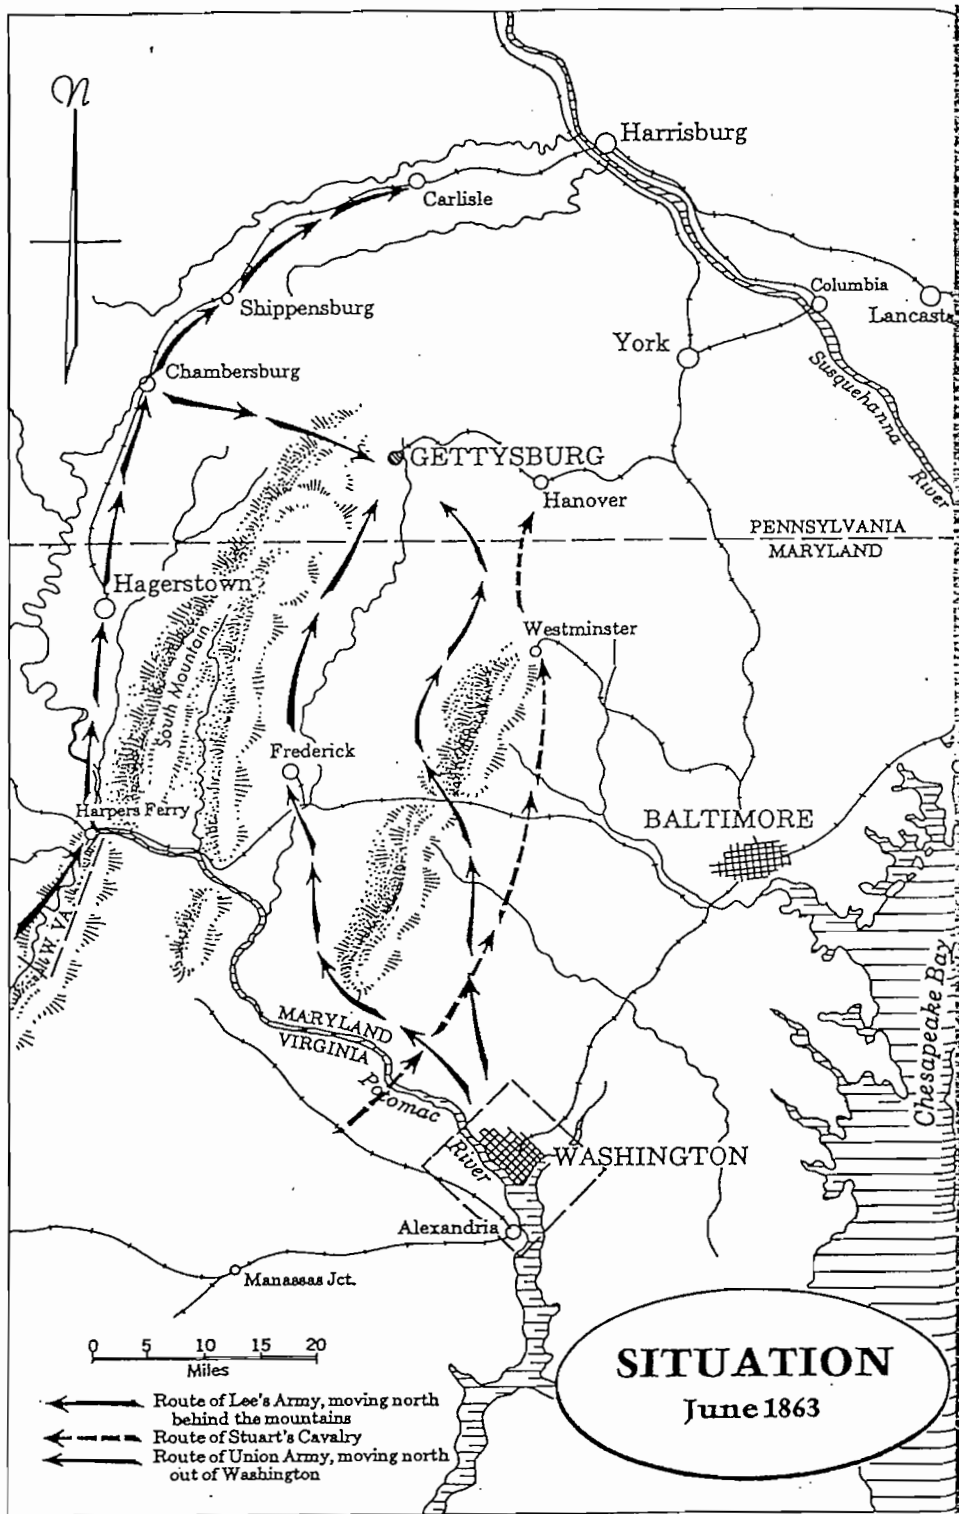 N
Harrisburg
Carlisle
Shippensburg
Columbia
Lancast
York
Chambersburg
Susquehanna
River
GETTYSBURG
Hanover
PENNSYLVANIA
MARYLAND
Hagerstown
Westminster
South Mountain
Frederick
Harpers Ferry
BALTIMORE
W. VA.
Chesapeake Bay
MARYLAND
VIRGINIA
Potomac
River
WASHINGTON
Alexandria
Manassas Jct.
0 5 10 15 20
Miles
Route of Lee's Army, moving north
behind the mountains
Route of Stuart's Cavalry
Route of Union Army, moving north
out of Washington
SITUATION
June 1863